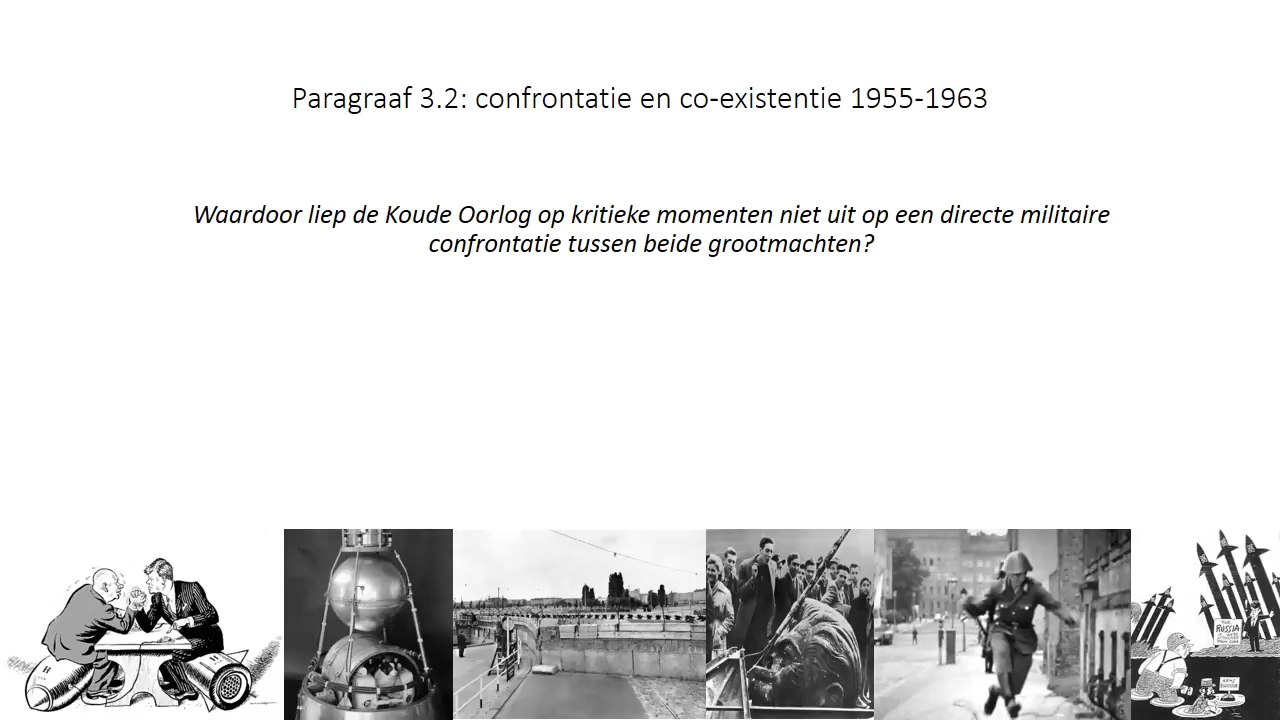 Paragraaf 3.2: confrontatie en co-existentie 1955-1963
Waardoor liep de Koude Oorlog op kritieke momenten niet uit op een directe militaire
confrontatie tussen beide grootmachten?
H
H
RUSSIA